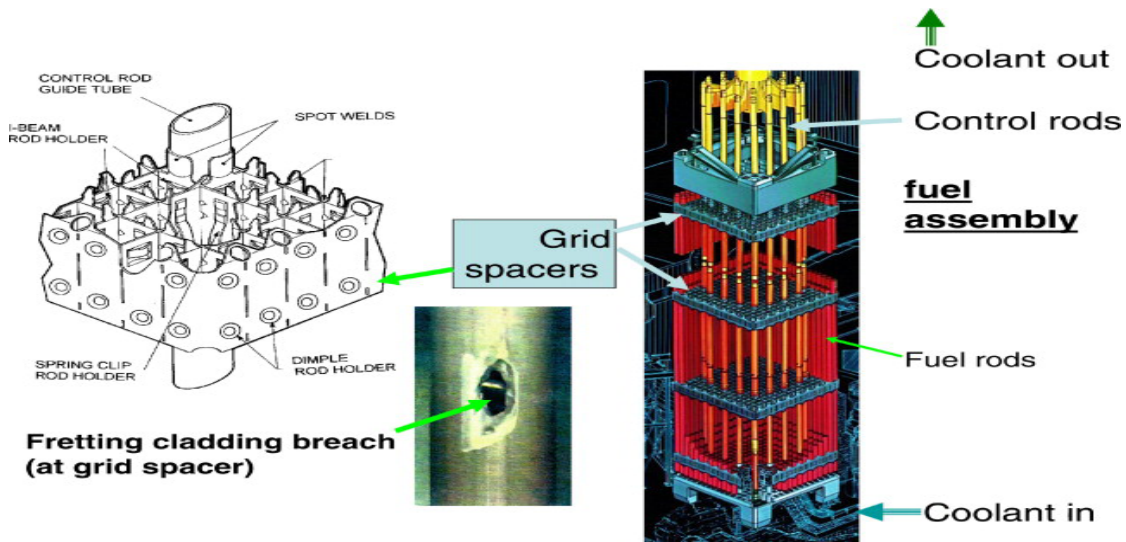 CONTROL ROD
GUIDE TUBE
SPOT WELDS
I-BEAM
ROD HOLDER
SPRING CLIP
ROD HOLDER
DIMPLE
ROD HOLDER
Grid
spacers
Fretting cladding breach
(at grid spacer)
Coolant out
Control rods
fuel
assembly
Fuel rods
Coolant in